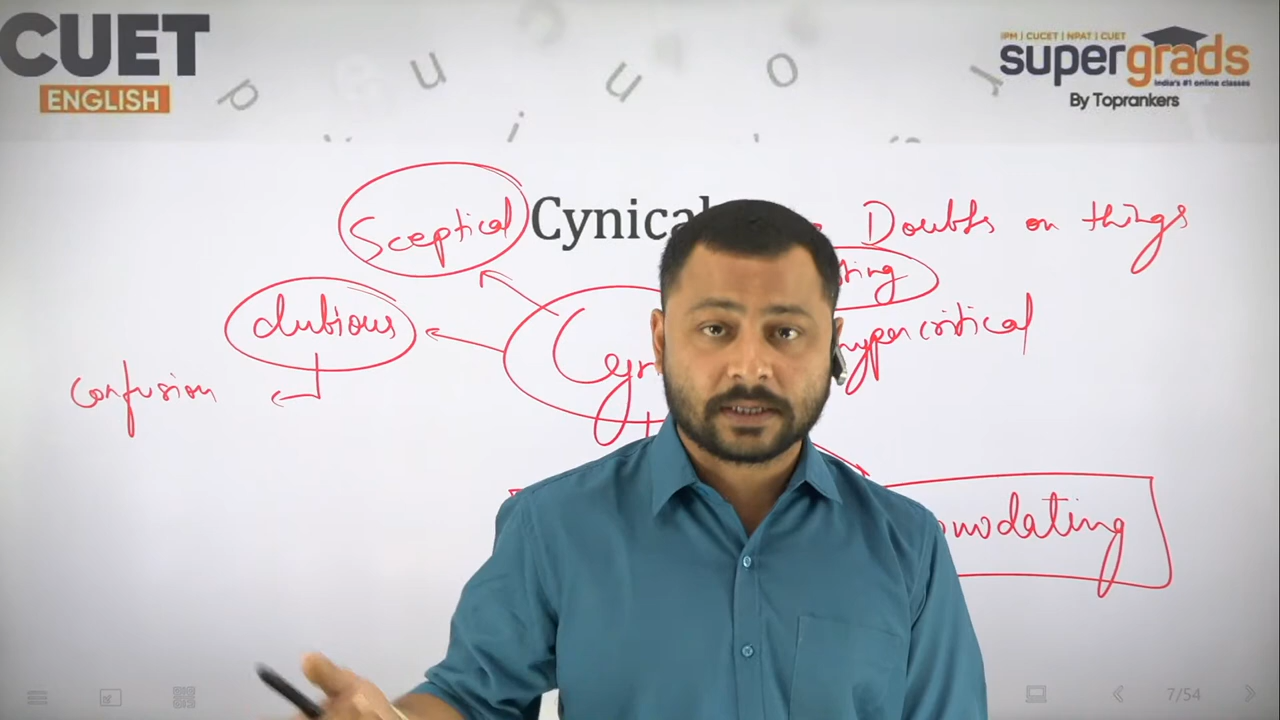 CUET
ENGLISH
IPM | CUCET | NPAT | CUET
supergrads
India's #1 online classes
By Toprankers
p u u o r
i
Sceptical
Cynical
Doubts on things
dubious
hypercritical
Confusion
7/54